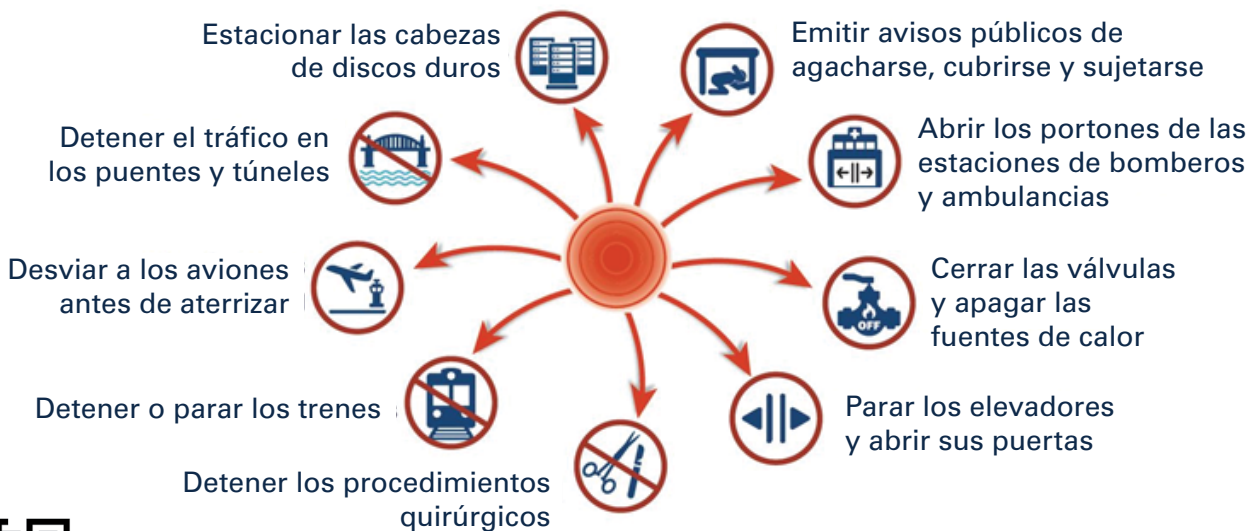 Estacionar las cabezas
de discos duros
Emitir avisos públicos de
agacharse, cubrirse y sujetarse
Detener el tráfico en
los puentes y túneles
Abrir los portones de las
estaciones de bomberos
y ambulancias
Desviar a los aviones
antes de aterrizar
Cerrar las válvulas
y apagar las
fuentes de calor
OFF
Detener o parar los trenes
Parar los elevadores
y abrir sus puertas
Detener los procedimientos
quirúrgicos